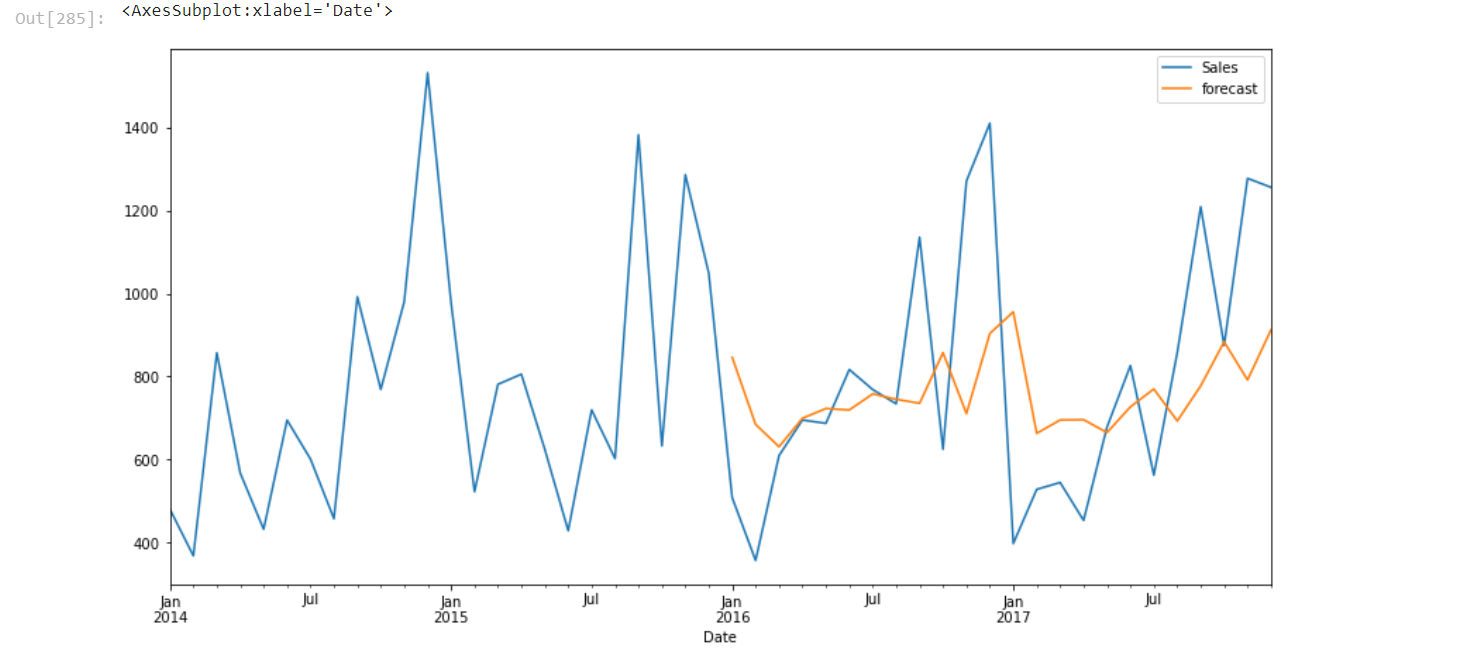 Out[285]: <AxesSubplot:xlabel='Date'>
Sales
forecast
1400
1200
1000
800
600
400
Jan Jul Jan Jul Jan Jul Jan Jul
2014 2015 2016 2017
Date